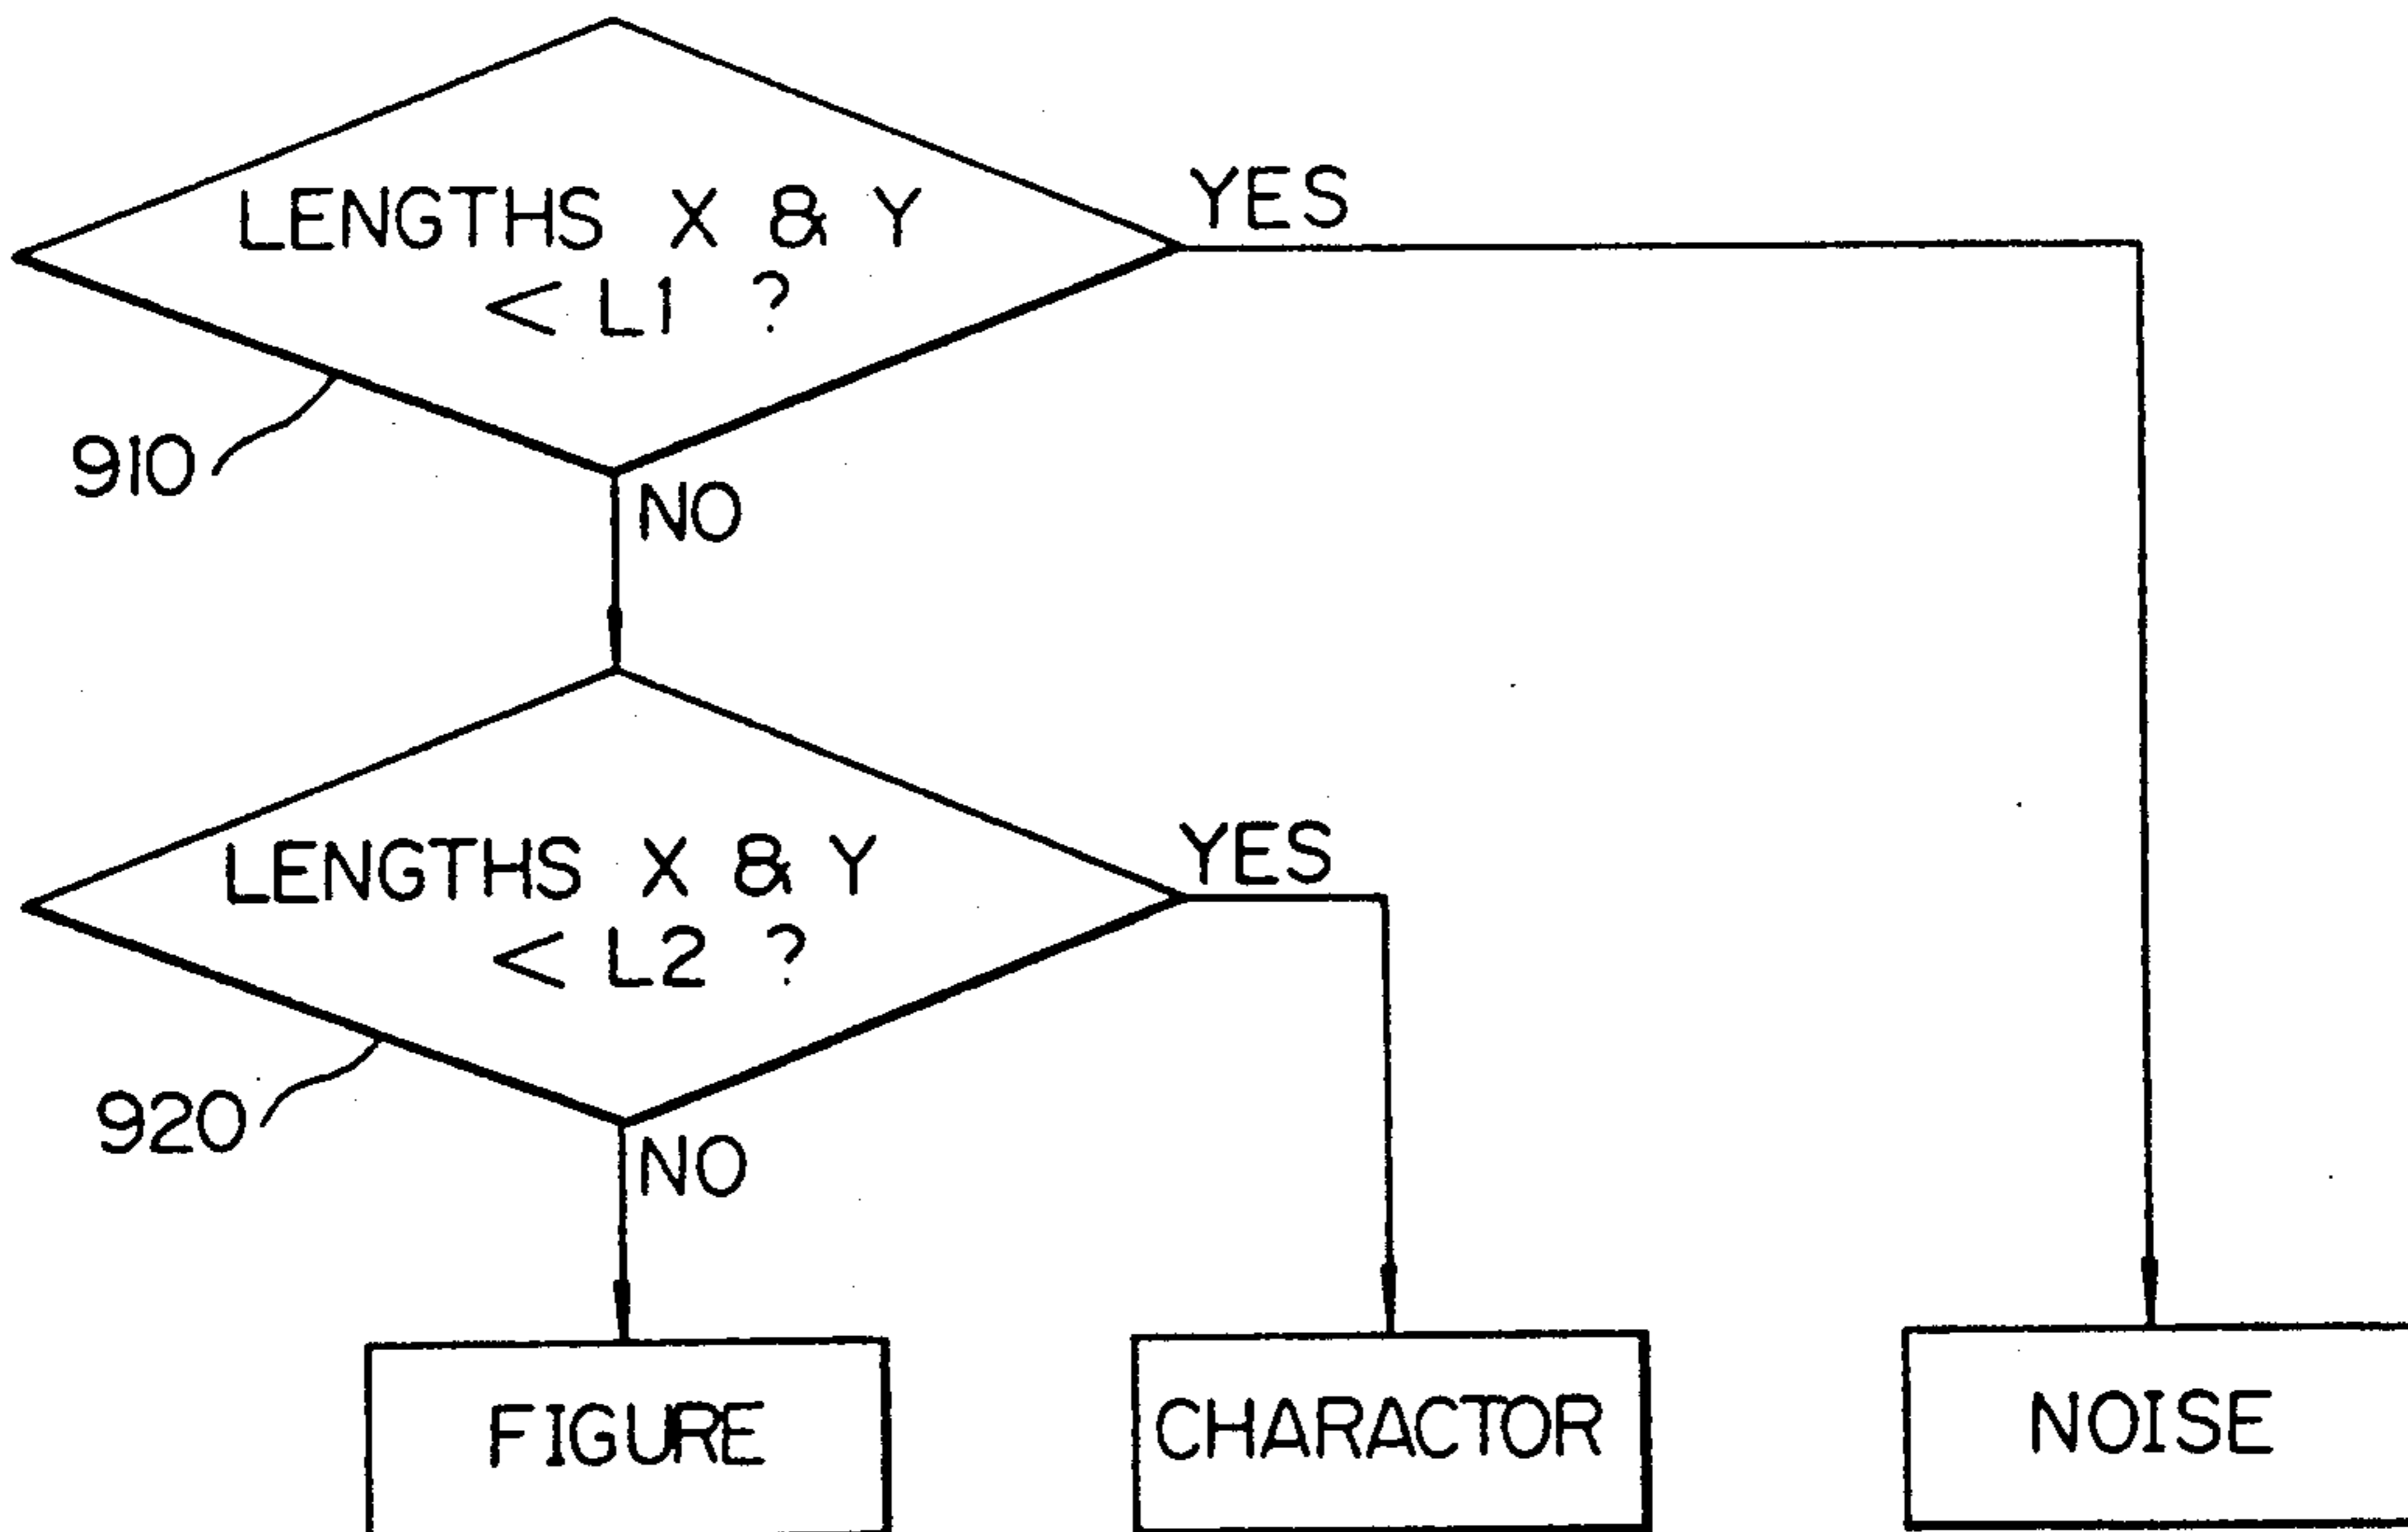 LENGTHS X & Y
< L1 ?
YES
910
NO
LENGTHS X & Y
< L2 ?
YES
920
NO
FIGURE
CHARACTOR
NOISE